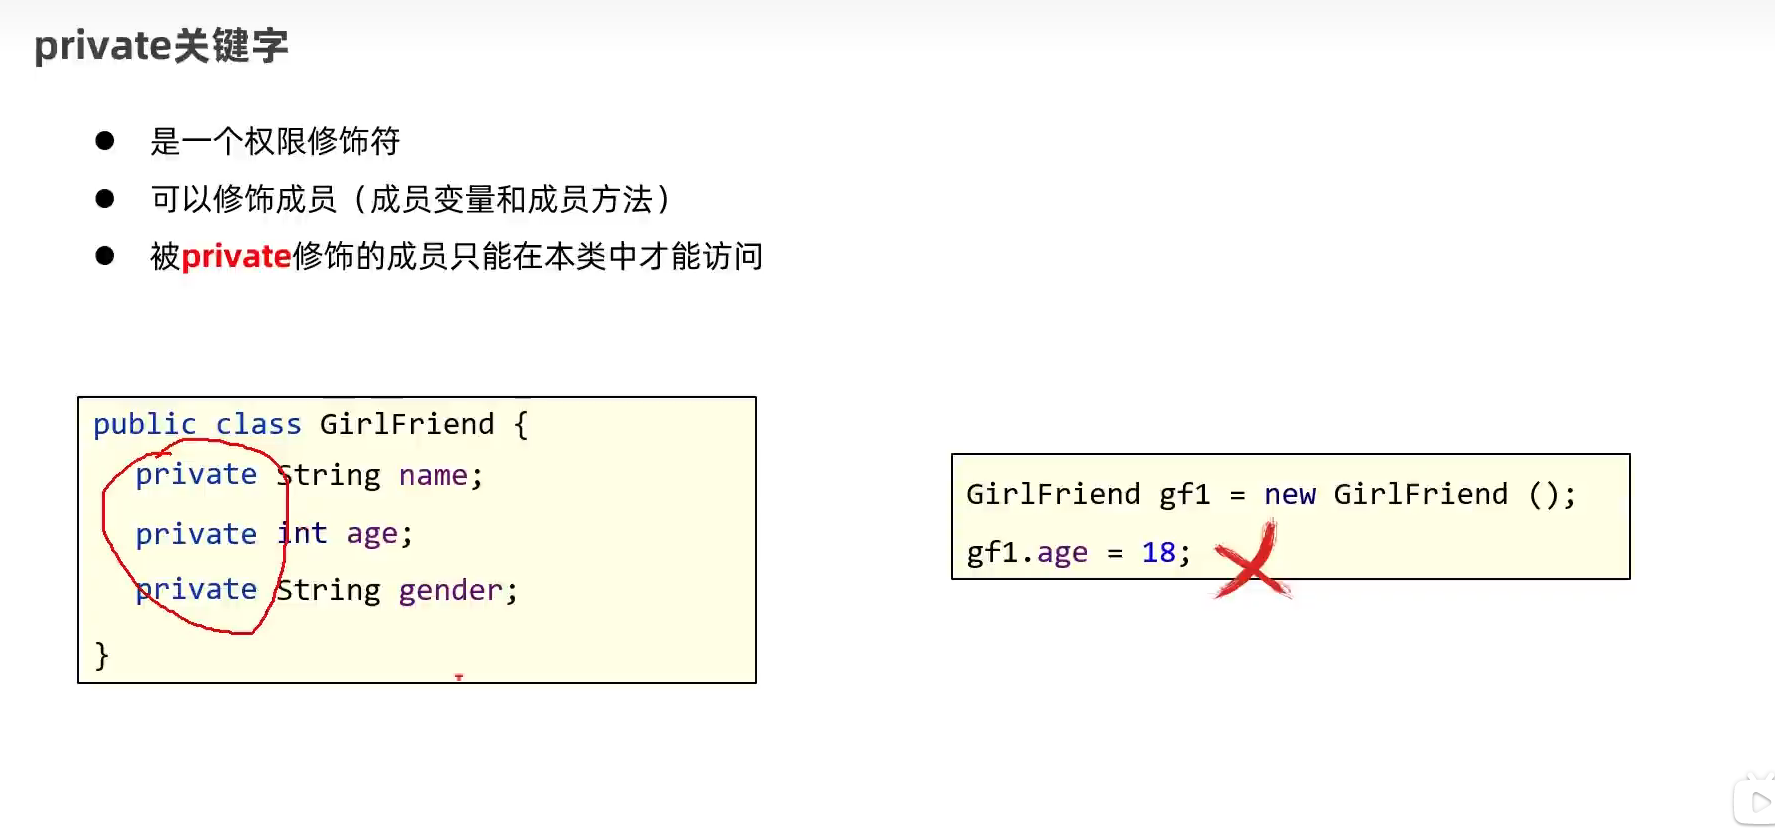 private关键字
是一个权限修饰符
可以修饰成员（成员变量和成员方法）
被private修饰的成员只能在本类中才能访问
public class GirlFriend {
private String name;
private int age;
private String gender;
}
GirlFriend gf1 = new GirlFriend ();
gf1.age = 18;